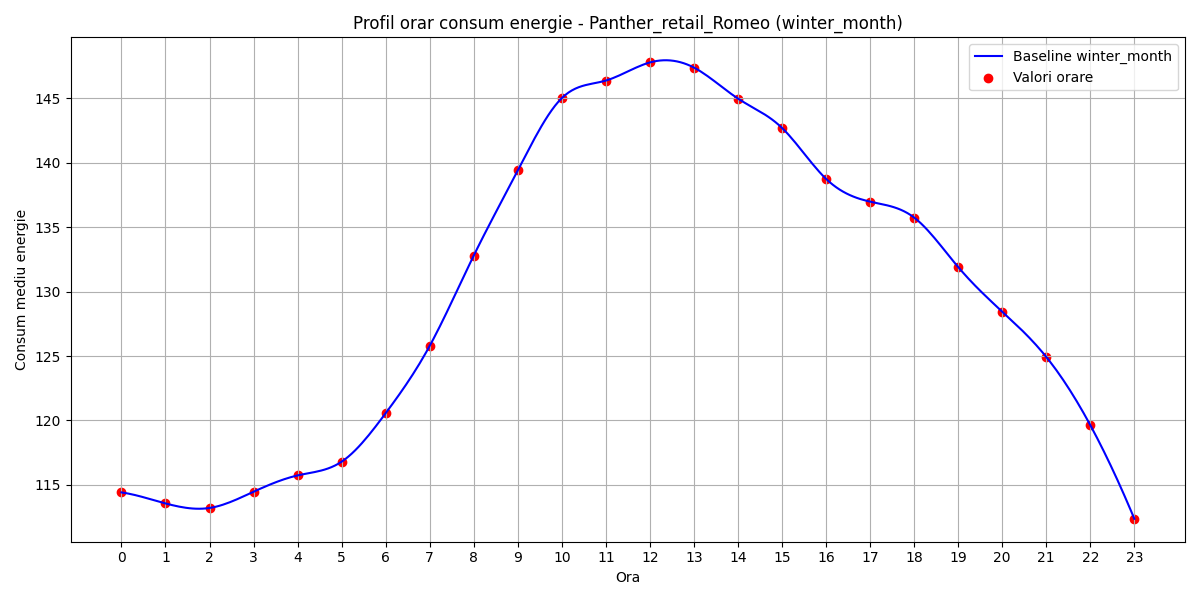 Profil orar consum energie - Panther_retail_Romeo (winter_month)
Baseline winter_month
Valori orare
Consum mediu energie
145
140
135
130
125
120
115
0 1 2 3 4 5 6 7 8 9 10 11 12 13 14 15 16 17 18 19 20 21 22 23
Ora